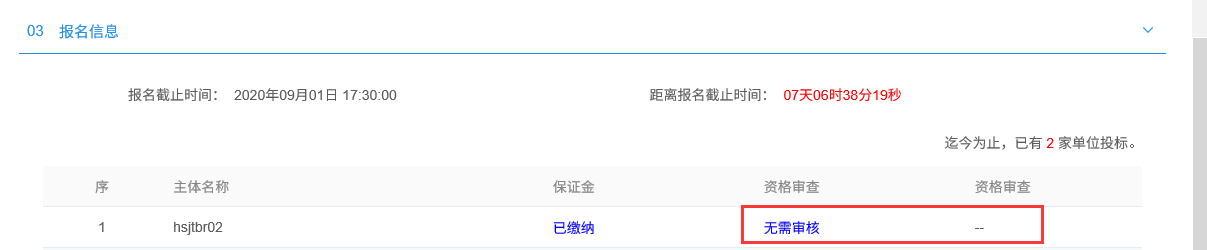 03 报名信息
报名截止时间： 2020年09月01日 17:30:00 距离报名截止时间： 07天06时38分19秒
迄今为止，已有 2 家单位投标。
序 主体名称 保证金 资格审查 资格审查
1 hsjtbr02 已缴纳 无需审核 --